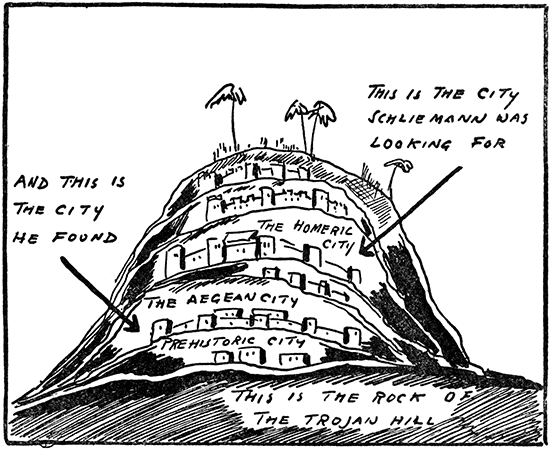 THIS IS THE CITY
SCHLIEMANN WAS
LOOKING FOR
AND THIS IS
THE CITY
HE FOUND
THE HOMERIC
CITY
THE AEGEAN CITY
PREHISTORIC CITY
THIS IS THE ROCK OF
THE TROJAN HILL